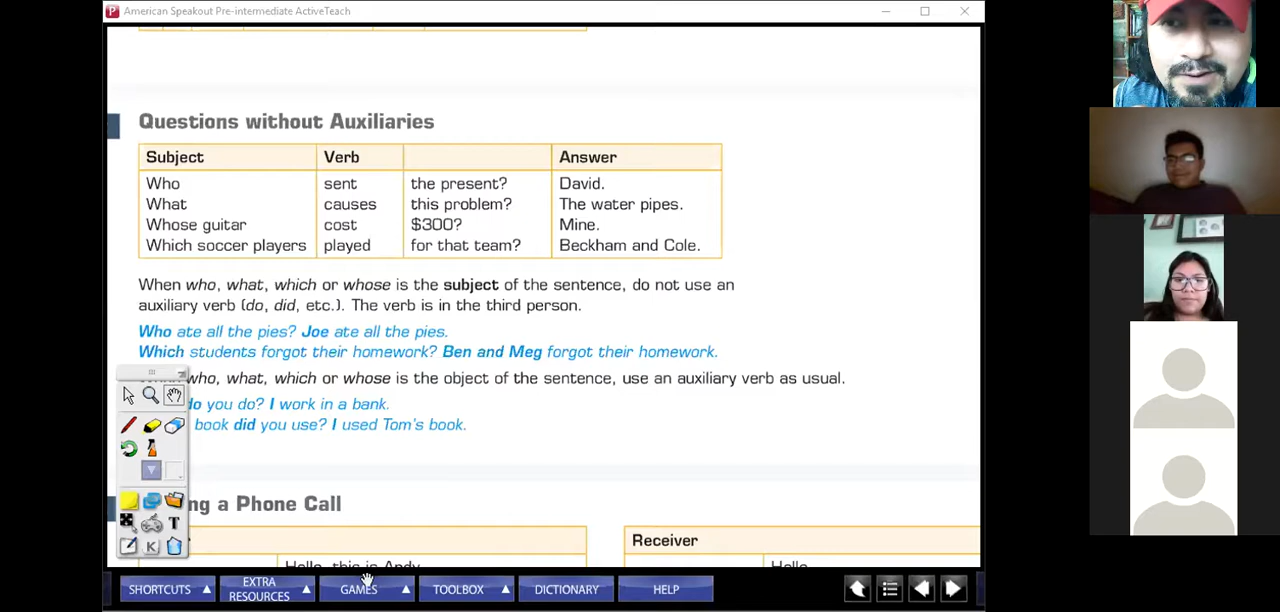 American Speakout Pre-intermediate ActiveTeach
Questions without Auxiliaries
Subject Verb Answer
Who sent the present? David.
What causes this problem? The water pipes.
Whose guitar cost $300? Mine.
Which soccer players played for that team? Beckham and Cole.
When who, what, which or whose is the subject of the sentence, do not use an
auxiliary verb (do, did, etc.). The verb is in the third person.
Who ate all the pies? Joe ate all the pies.
Which students forgot their homework? Ben and Meg forgot their homework.
who, what, which or whose is the object of the sentence, use an auxiliary verb as usual.
do you do? I work in a bank.
book did you use? I used Tom's book.
ng a Phone Call
Receiver
Hello, this is Andy.
Hello.
T
K
SHORTCUTS
EXTRA
RESOURCES
GAMES
TOOLBOX
DICTIONARY
HELP